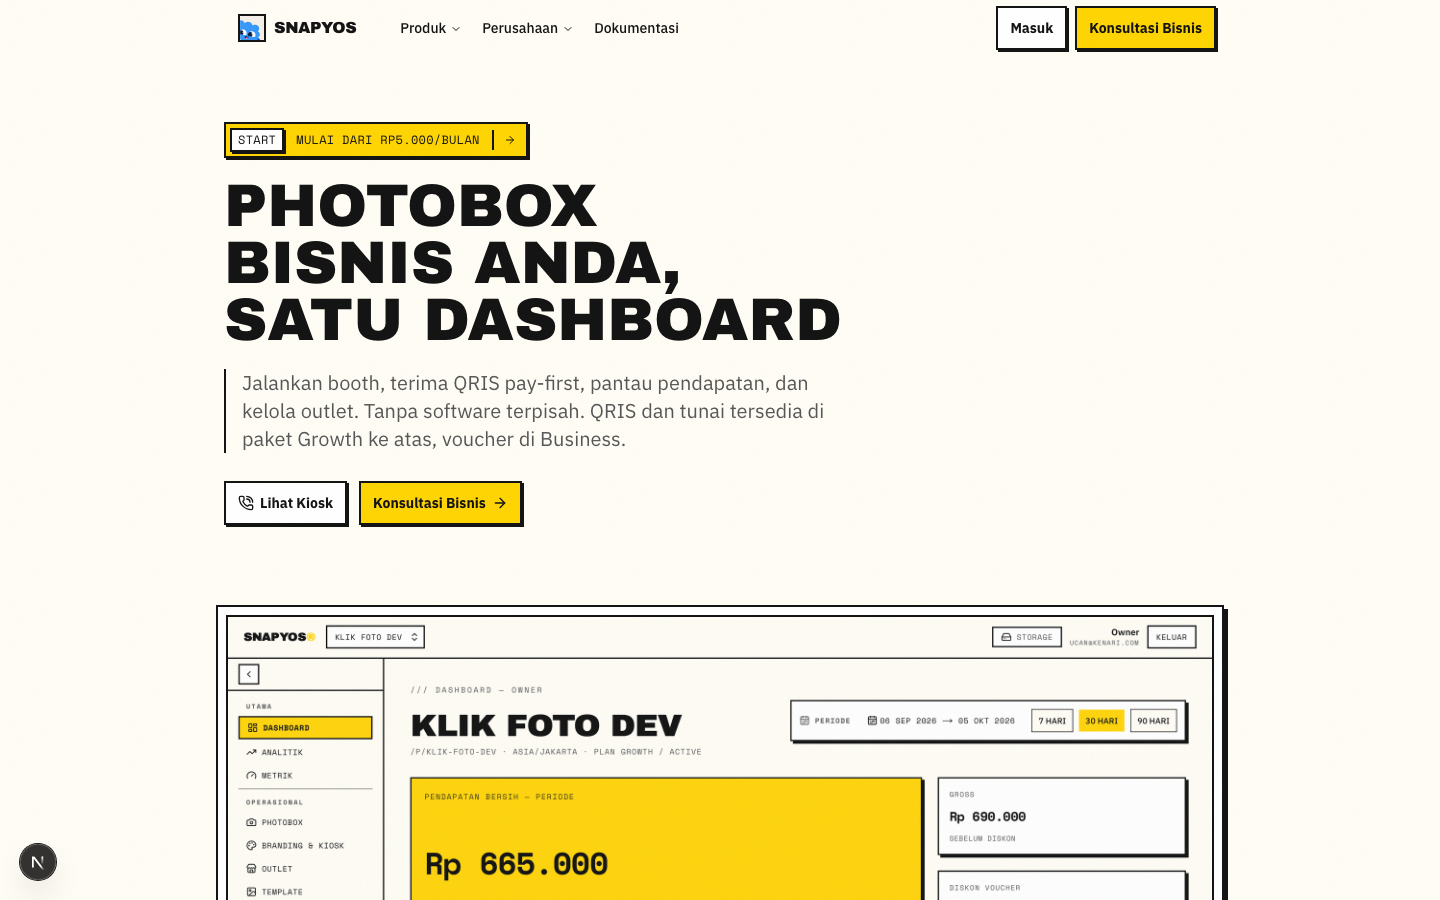 SNAPYOS
Produk
Perusahaan
Dokumentasi
Masuk
Konsultasi Bisnis
START MULAI DARI RP5.000/BULAN
PHOTOBOX
BISNIS ANDA,
SATU DASHBOARD
Jalankan booth, terima QRIS pay-first, pantau pendapatan, dan
kelola outlet. Tanpa software terpisah. QRIS dan tunai tersedia di
paket Growth ke atas, voucher di Business.
Lihat Kiosk
Konsultasi Bisnis
SNAPYOS®
KLIK FOTO DEV
STORAGE
Owner
UCAN@KENARI.COM
KELUAR
UTAMA
DASHBOARD
ANALITIK
METRIK
OPERASIONAL
PHOTOBOX
BRANDING & KIOSK
OUTLET
TEMPLATE
/// DASHBOARD — OWNER
KLIK FOTO DEV
/P/KLIK-FOTO-DEV · ASIA/JAKARTA · PLAN GROWTH / ACTIVE
PERIODE
06 SEP 2026 → 05 OKT 2026
7 HARI
30 HARI
90 HARI
PENDAPATAN BERSIH — PERIODE
Rp 665.000
GROSS
Rp 690.000
SEBELUM DISKON
DISKON VOUCHER
N